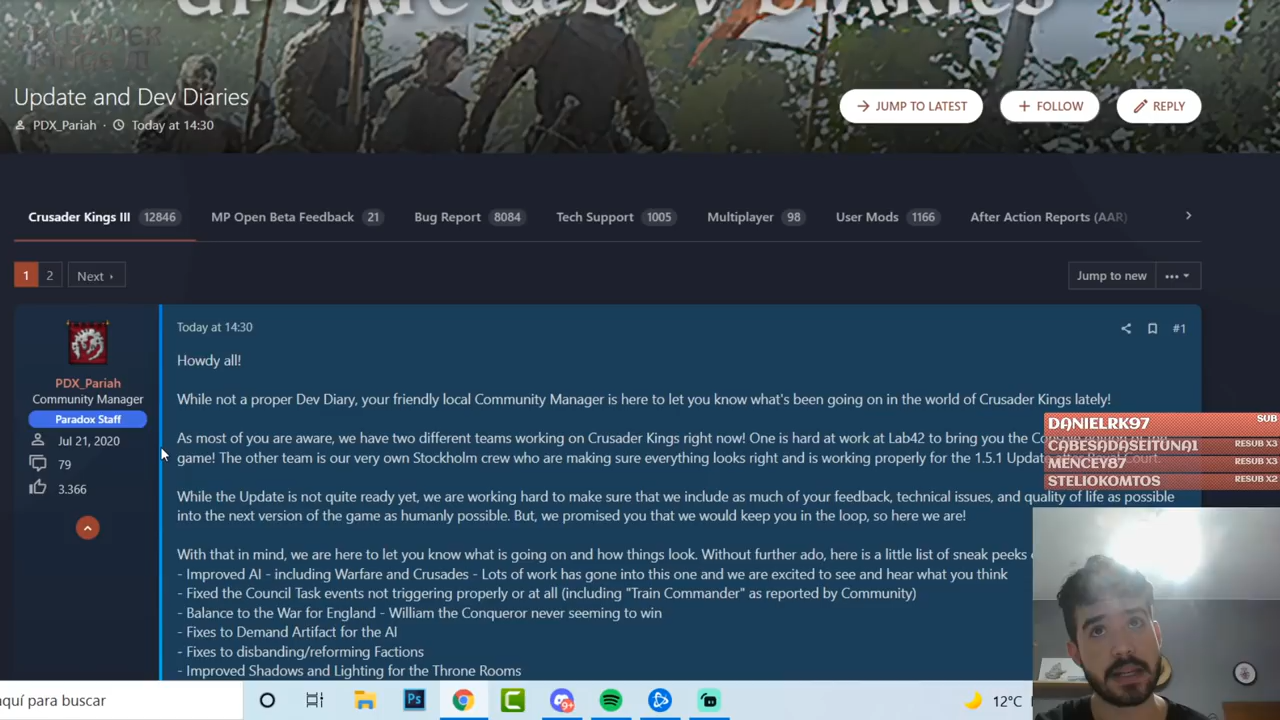 UPDATE & DEV DIARIES
CRUSADER
KINGS III
Update and Dev Diaries
PDX_Pariah · Today at 14:30
JUMP TO LATEST
FOLLOW
REPLY
Crusader Kings III 12846
MP Open Beta Feedback 21
Bug Report 8084
Tech Support 1005
Multiplayer 98
User Mods 1166
After Action Reports (AAR)
1 2 Next
Jump to new
Today at 14:30
#1
PDX_Pariah
Community Manager
Paradox Staff
Jul 21, 2020
79
3.366
Howdy all!
While not a proper Dev Diary, your friendly local Community Manager is here to let you know what's been going on in the world of Crusader Kings lately!
As most of you are aware, we have two different teams working on Crusader Kings right now! One is hard at work at Lab42 to bring you the
game! The other team is our very own Stockholm crew who are making sure everything looks right and is working properly for the 1.5.1 Update
While the Update is not quite ready yet, we are working hard to make sure that we include as much of your feedback, technical issues, and quality of life as possible
into the next version of the game as humanly possible. But, we promised you that we would keep you in the loop, so here we are!
With that in mind, we are here to let you know what is going on and how things look. Without further ado, here is a little list of sneak peeks
- Improved AI - including Warfare and Crusades - Lots of work has gone into this one and we are excited to see and hear what you think
- Fixed the Council Task events not triggering properly or at all (including "Train Commander" as reported by Community)
- Balance to the War for England - William the Conqueror never seeming to win
- Fixes to Demand Artifact for the AI
- Fixes to disbanding/reforming Factions
- Improved Shadows and Lighting for the Throne Rooms
DANIELRK97 SUB
CABESADASEITUNA1 RESUB X3
MENCEY87 RESUB X3
STELIOKOMTOS RESUB X2
aquí para buscar
Ps
C
9+
12°C